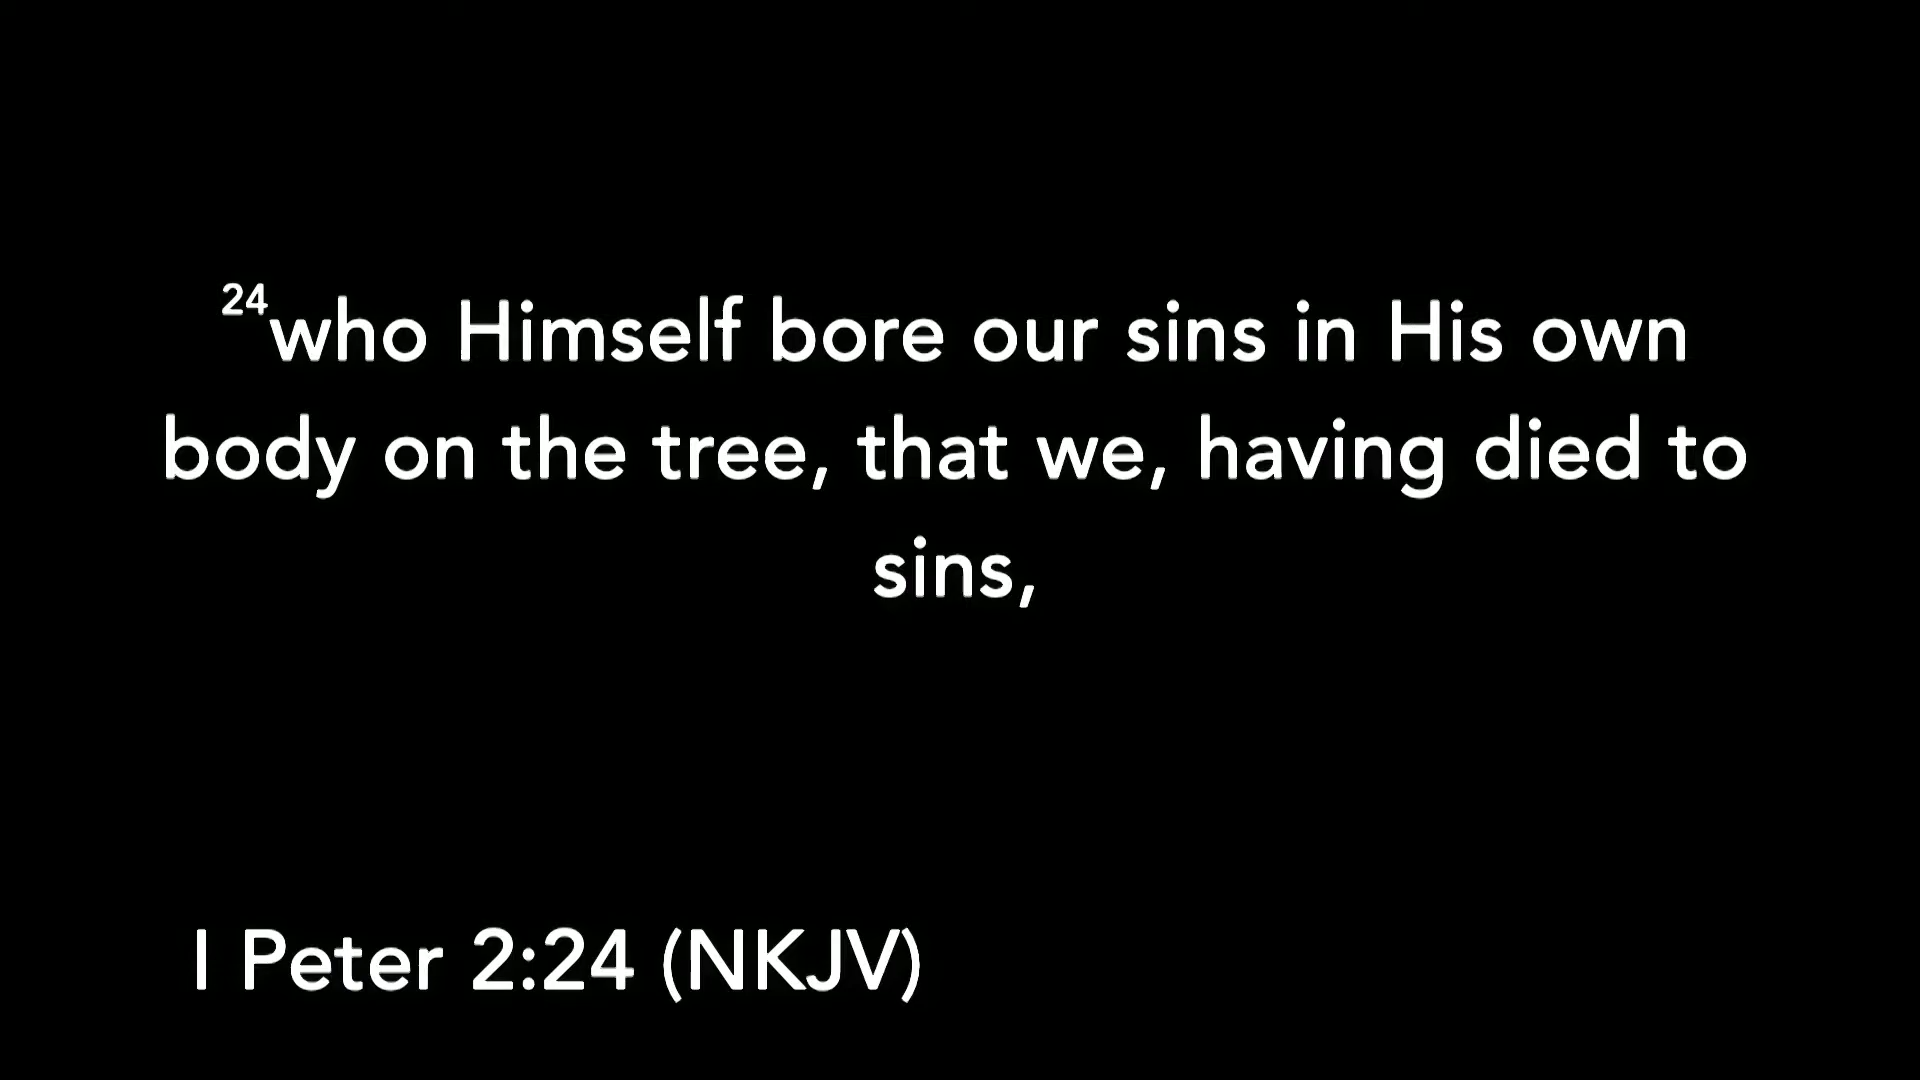 24who Himself bore our sins in His own
body on the tree, that we, having died to
sins,
I Peter 2:24 (NKJV)